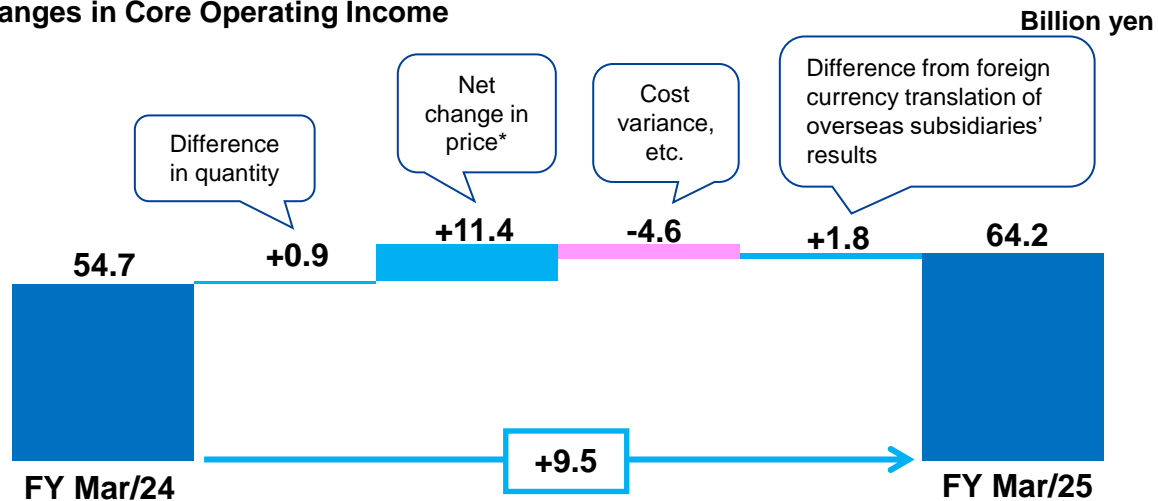 anges in Core Operating Income
Billion yen
Difference
in quantity
Net
change in
price*
Cost
variance,
etc.
Difference from foreign
currency translation of
overseas subsidiaries’
results
54.7
+0.9
+11.4
-4.6
+1.8
64.2
+9.5
FY Mar/24
FY Mar/25